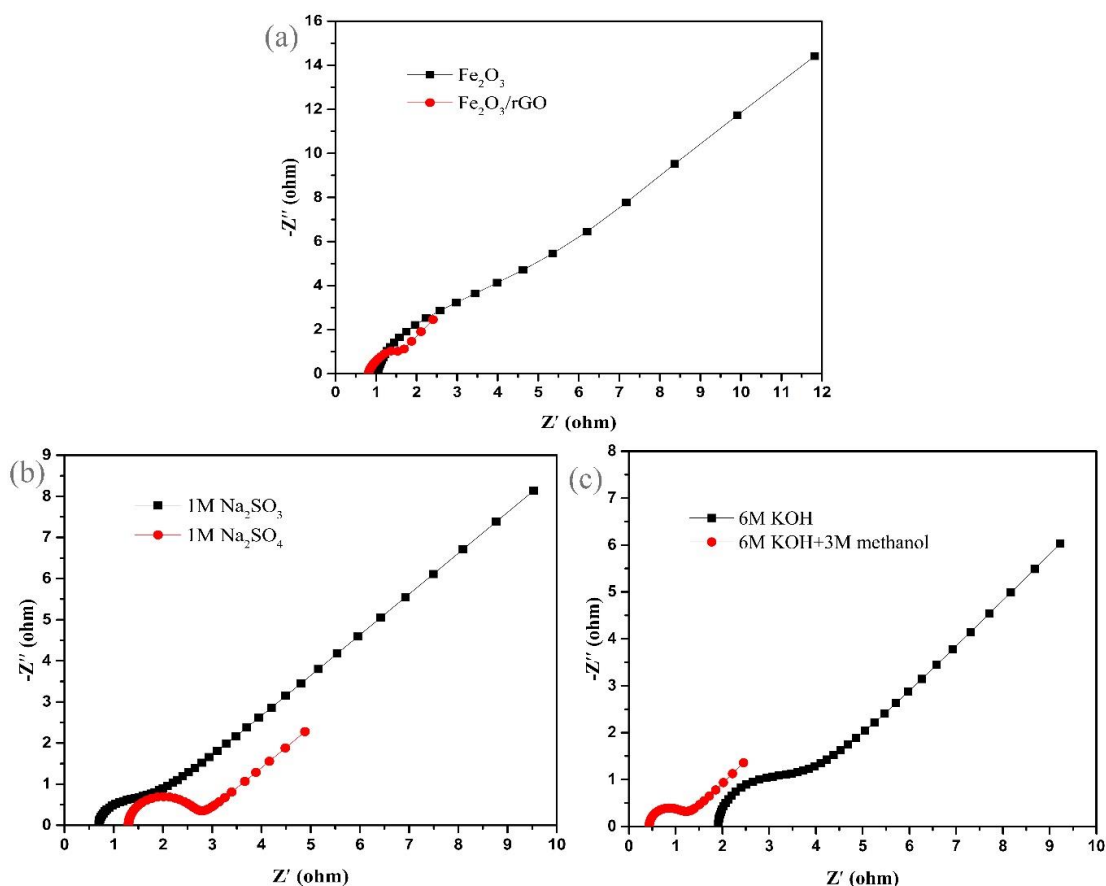 (a)
Fe₂O₃
Fe₂O₃/rGO
-Z″ (ohm)
16
14
12
10
8
6
4
2
0
0 1 2 3 4 5 6 7 8 9 10 11 12
Z′ (ohm)
(b)
1M Na₂SO₃
1M Na₂SO₄
-Z″ (ohm)
9
8
7
6
5
4
3
2
1
0
0 1 2 3 4 5 6 7 8 9 10
Z′ (ohm)
(c)
6M KOH
6M KOH+3M methanol
-Z″ (ohm)
8
7
6
5
4
3
2
1
0
0 1 2 3 4 5 6 7 8 9 10
Z′ (ohm)